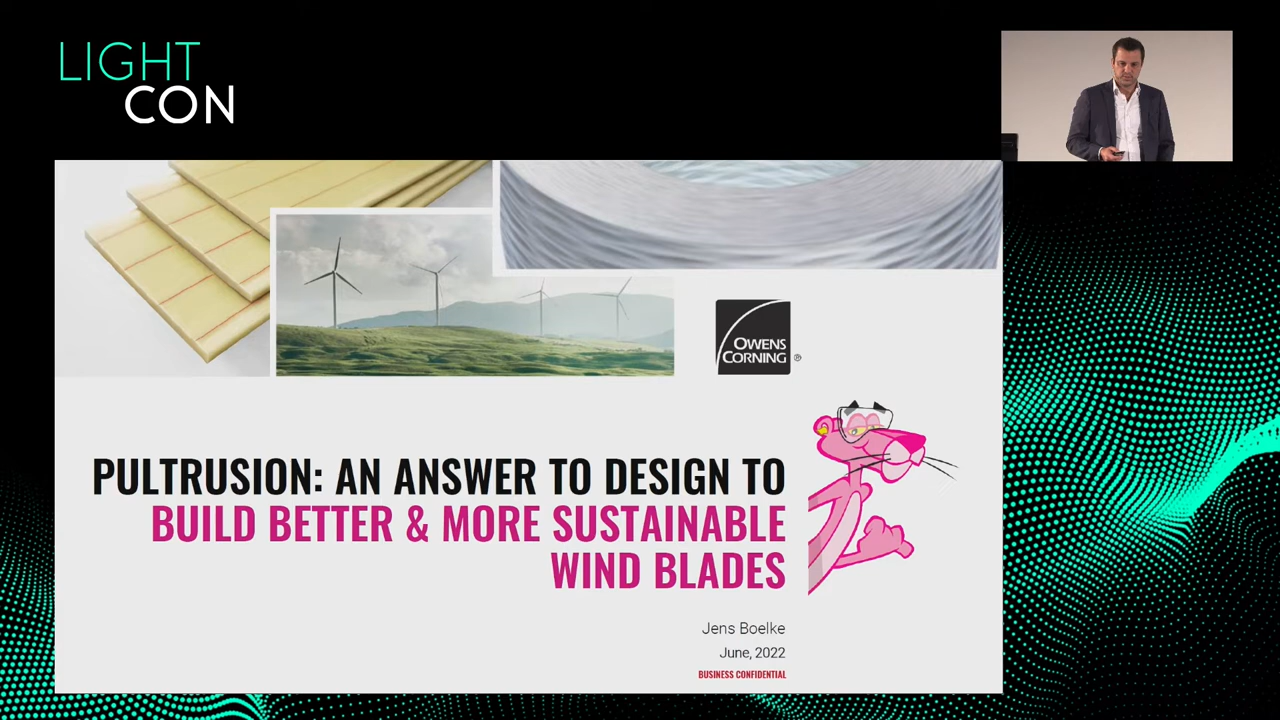 LIGHT
CON
OWENS
CORNING ®
PULTRUSION: AN ANSWER TO DESIGN TO
BUILD BETTER & MORE SUSTAINABLE
WIND BLADES
Jens Boelke
June, 2022
BUSINESS CONFIDENTIAL